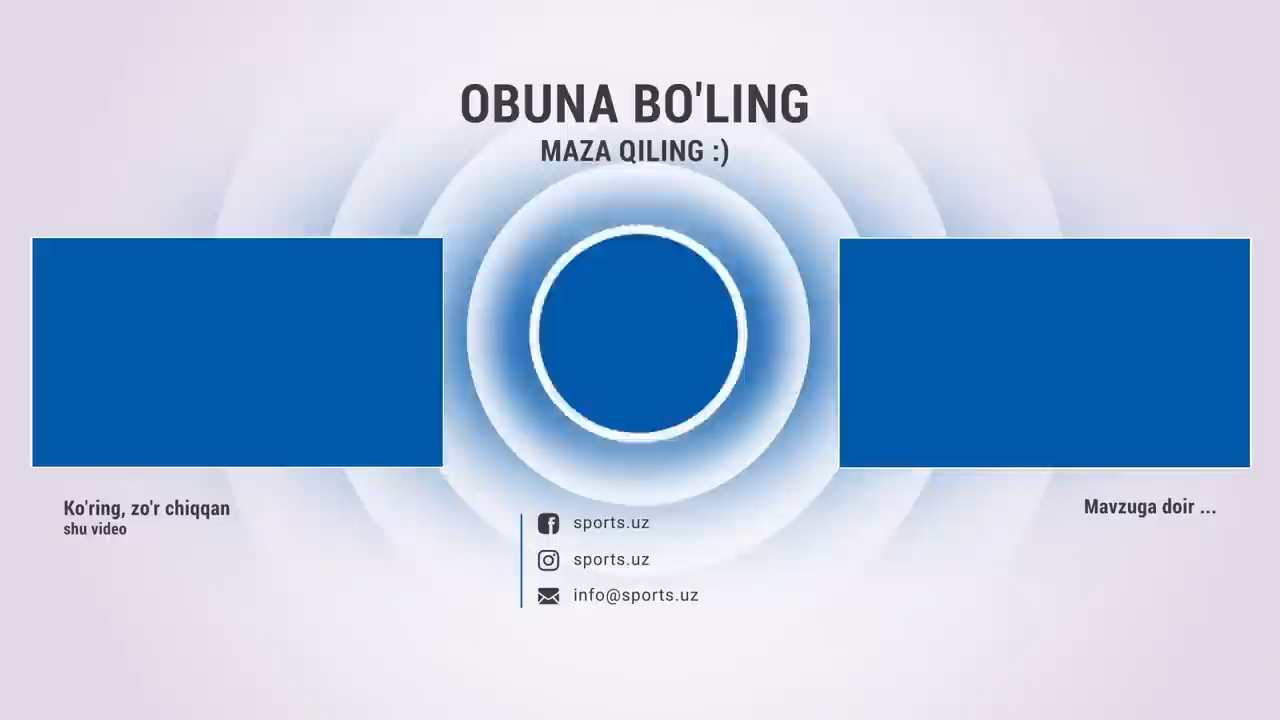 OBUNA BO'LING
MAZA QILING :)
Ko'ring, zo'r chiqqan
shu video
Mavzuga doir ...
sports.uz
sports.uz
info@sports.uz